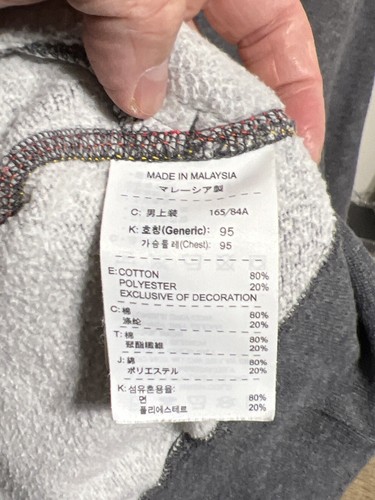 MADE IN MALAYSIA
マレーシア製
C: 男上装 165/84A
K: 호칭(Generic): 95
가슴둘레(Chest): 95
E: COTTON 80%
POLYESTER 20%
EXCLUSIVE OF DECORATION
C: 棉 80%
涤纶 20%
T: 棉 80%
聚酯纖維 20%
J: 綿 80%
ポリエステル 20%
K: 섬유혼용율:
면 80%
폴리에스테르 20%